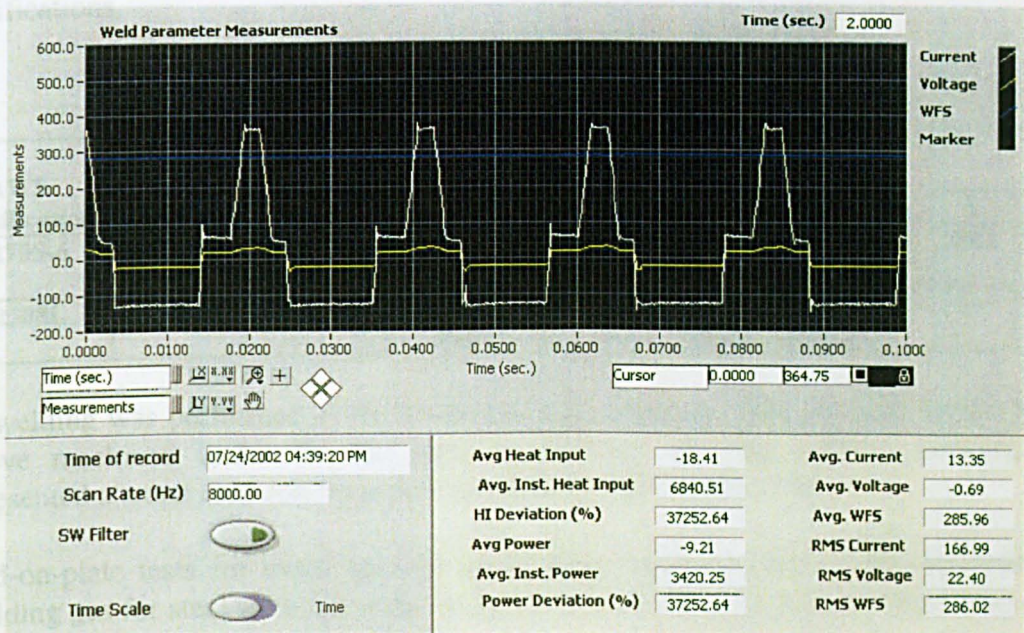 Weld Parameter Measurements
Time (sec.) 2.0000
600.0
500.0
400.0
300.0
200.0
100.0
0.0
-100.0
-200.0
Measurements
0.0000 0.0100 0.0200 0.0300 0.0400 0.0500 0.0600 0.0700 0.0800 0.0900 0.1000
Time (sec.)
Current
Voltage
WFS
Marker
Time (sec.)
Measurements
Cursor 0.0000 364.75
Time of record 07/24/2002 04:39:20 PM
Scan Rate (Hz) 8000.00
SW Filter
Time Scale Time
Avg Heat Input -18.41
Avg. Inst. Heat Input 6840.51
HI Deviation (%) 37252.64
Avg Power -9.21
Avg. Inst. Power 3420.25
Power Deviation (%) 37252.64
Avg. Current 13.35
Avg. Voltage -0.69
Avg. WFS 285.96
RMS Current 166.99
RMS Voltage 22.40
RMS WFS 286.02